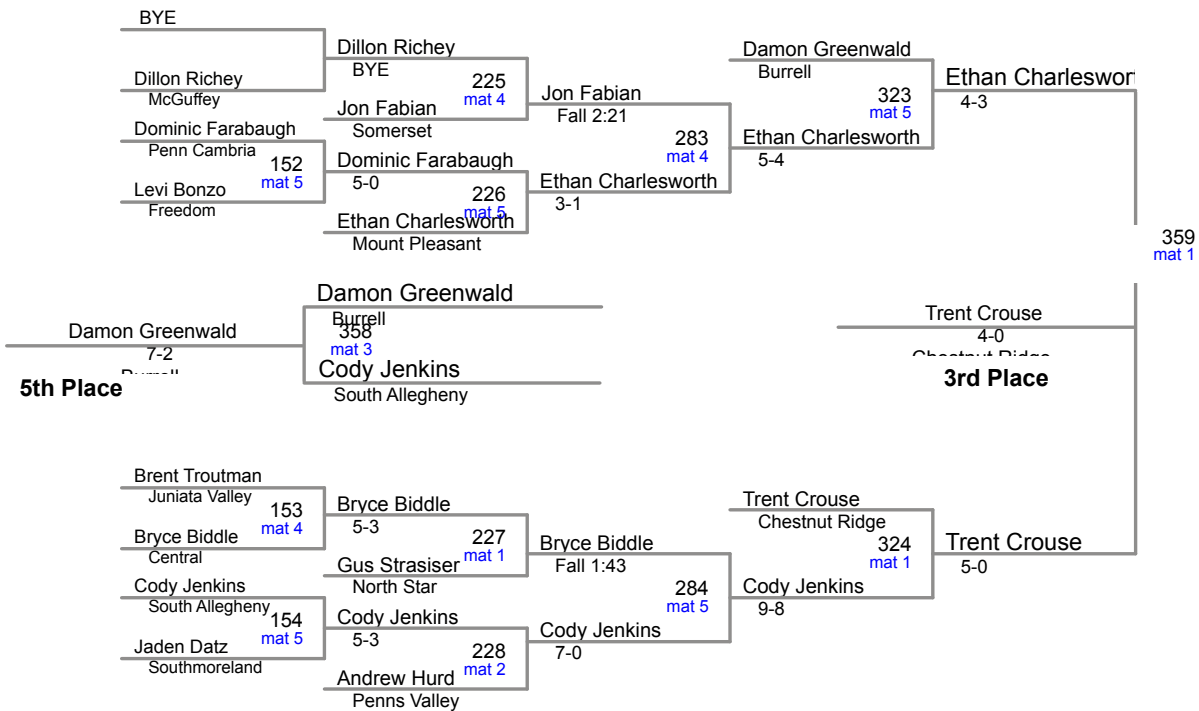 BYE
Dillon Richey
McGuffey
Dillon Richey
BYE
225
mat 4
Jon Fabian
Somerset
Dominic Farabaugh
Penn Cambria
152
mat 5
Levi Bonzo
Freedom
Dominic Farabaugh
5-0
226
mat 5
Ethan Charlesworth
Mount Pleasant
Jon Fabian
Fall 2:21
283
mat 4
Ethan Charlesworth
3-1
Damon Greenwald
Burrell
323
mat 5
Ethan Charlesworth
5-4
Ethan Charleswor
4-3
359
mat 1
Damon Greenwald
Burrell
358
mat 3
Cody Jenkins
South Allegheny
Damon Greenwald
7-2
Burrell
5th Place
Trent Crouse
4-0
Chestnut Ridge
3rd Place
Brent Troutman
Juniata Valley
153
mat 4
Bryce Biddle
Central
Bryce Biddle
5-3
227
mat 1
Gus Strasiser
North Star
Cody Jenkins
South Allegheny
154
mat 5
Jaden Datz
Southmoreland
Cody Jenkins
5-3
228
mat 2
Andrew Hurd
Penns Valley
Bryce Biddle
Fall 1:43
284
mat 5
Cody Jenkins
7-0
Trent Crouse
Chestnut Ridge
324
mat 1
Cody Jenkins
9-8
Trent Crouse
5-0